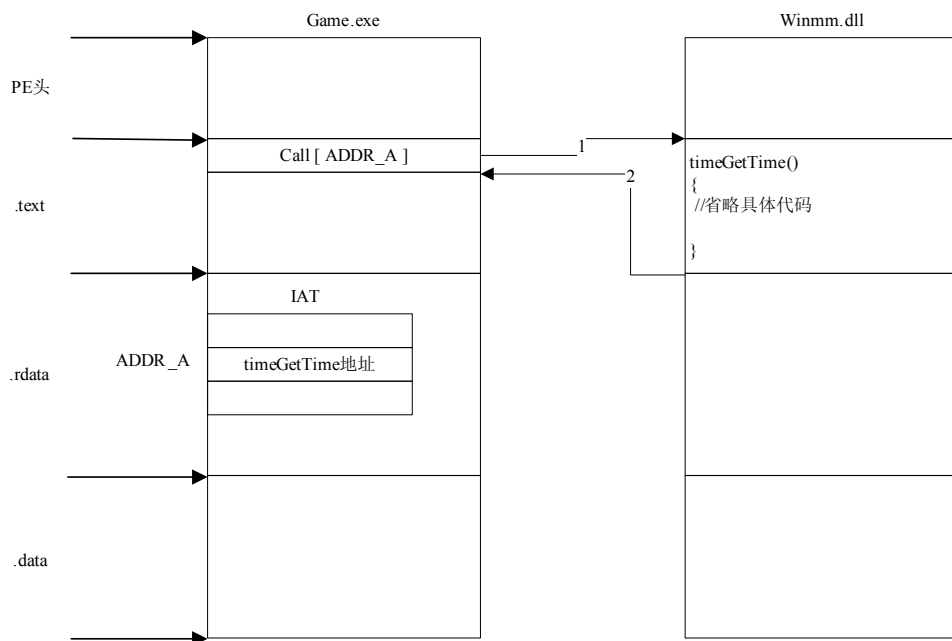 Game.exe
Winmm.dll
PE头
Call [ ADDR_A ]
1
2
timeGetTime()
{
//省略具体代码
}
.text
IAT
ADDR_A
timeGetTime地址
.rdata
.data